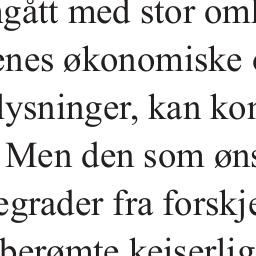 ngått med stor oml
enes økonomiske
lysninger, kan kon
Men den som øns
egrader fra forskje
berømte keiserlig